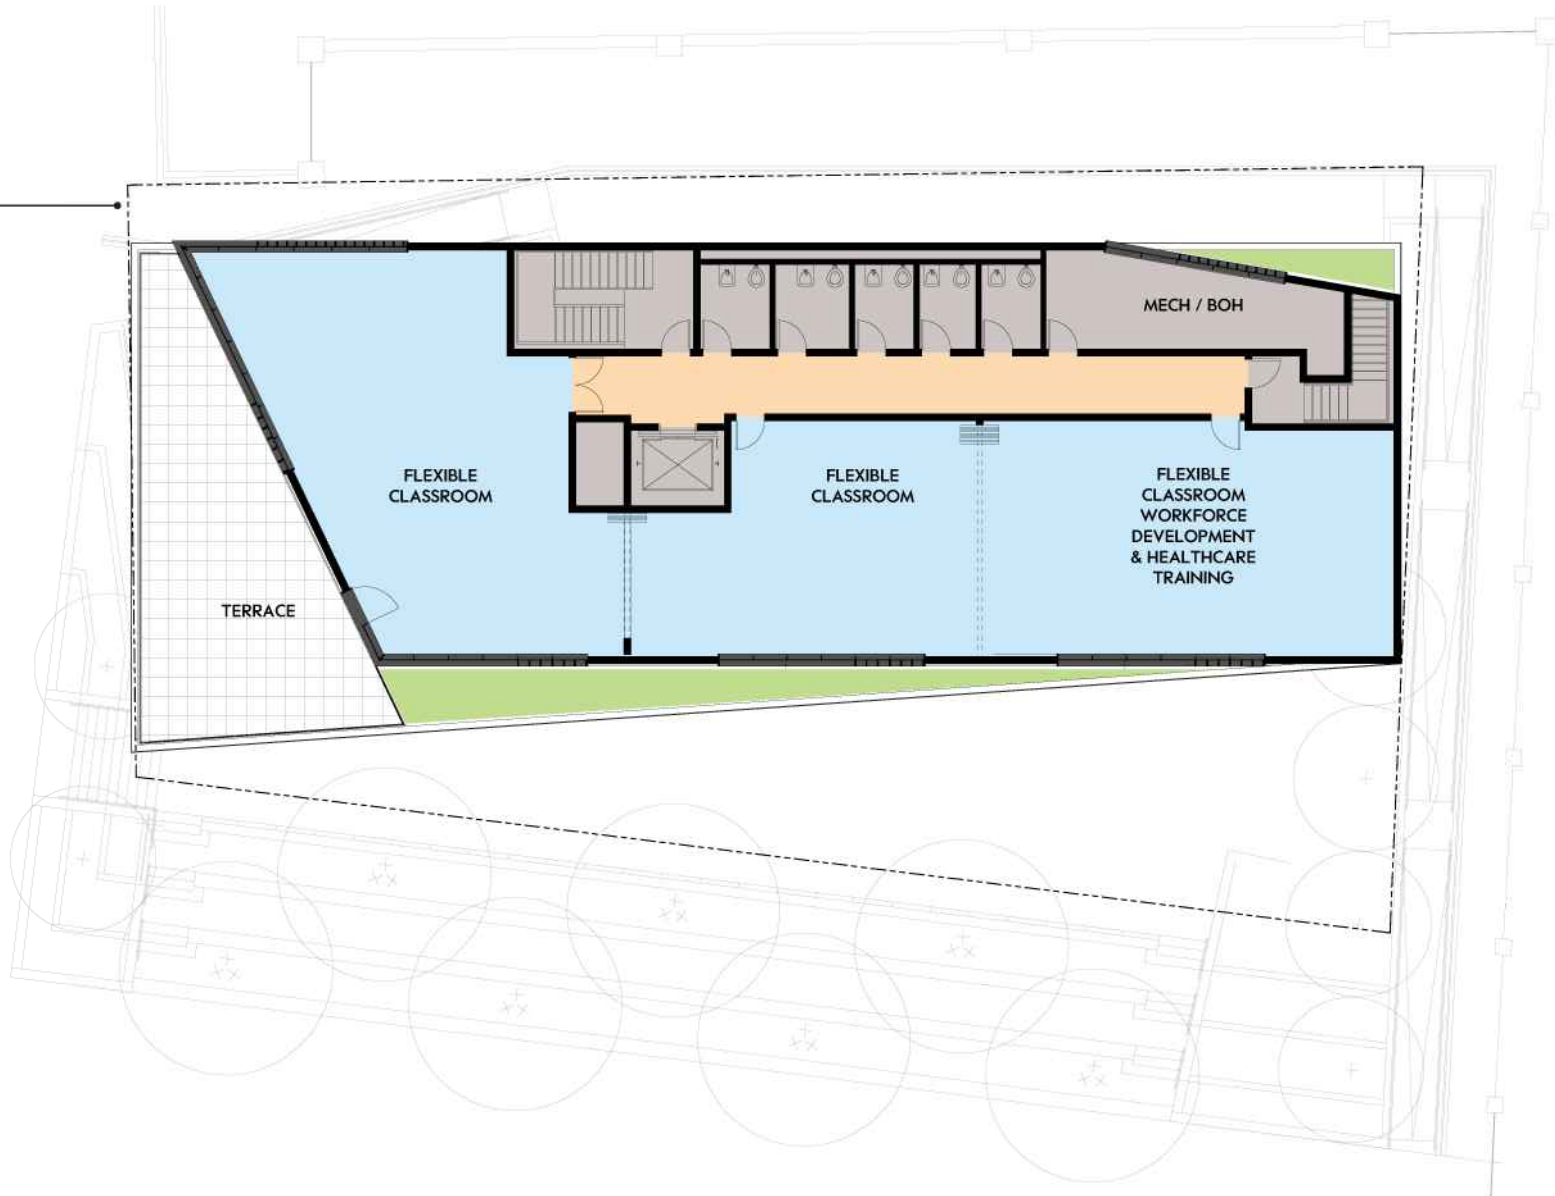 MECH / BOH
FLEXIBLE
CLASSROOM
FLEXIBLE
CLASSROOM
FLEXIBLE
CLASSROOM
WORKFORCE
DEVELOPMENT
& HEALTHCARE
TRAINING
TERRACE